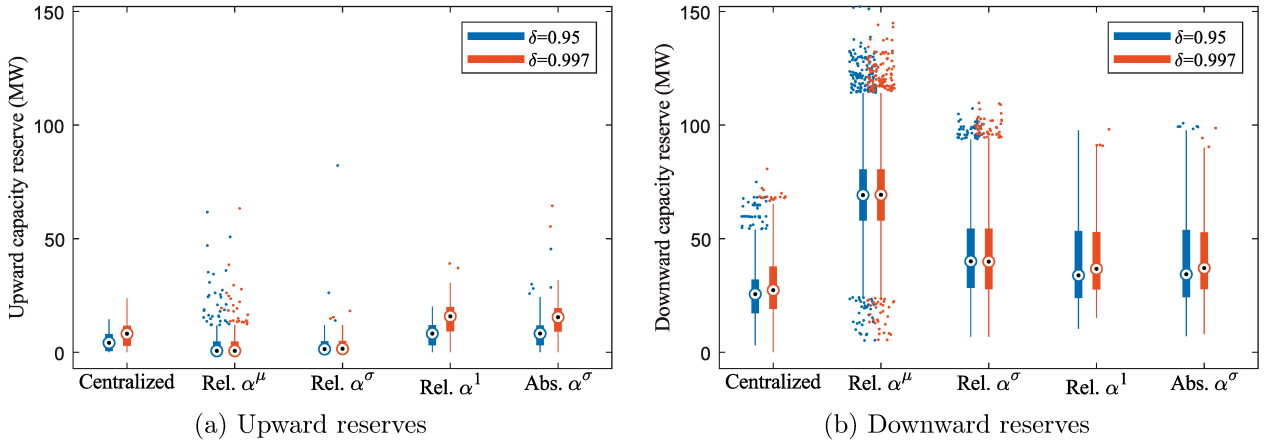 150
100
50
0
Upward capacity reserve (MW)
δ=0.95
δ=0.997
Centralized
Rel. α^μ
Rel. α^σ
Rel. α^1
Abs. α^σ
(a) Upward reserves
150
100
50
0
Downward capacity reserve (MW)
δ=0.95
δ=0.997
Centralized
Rel. α^μ
Rel. α^σ
Rel. α^1
Abs. α^σ
(b) Downward reserves